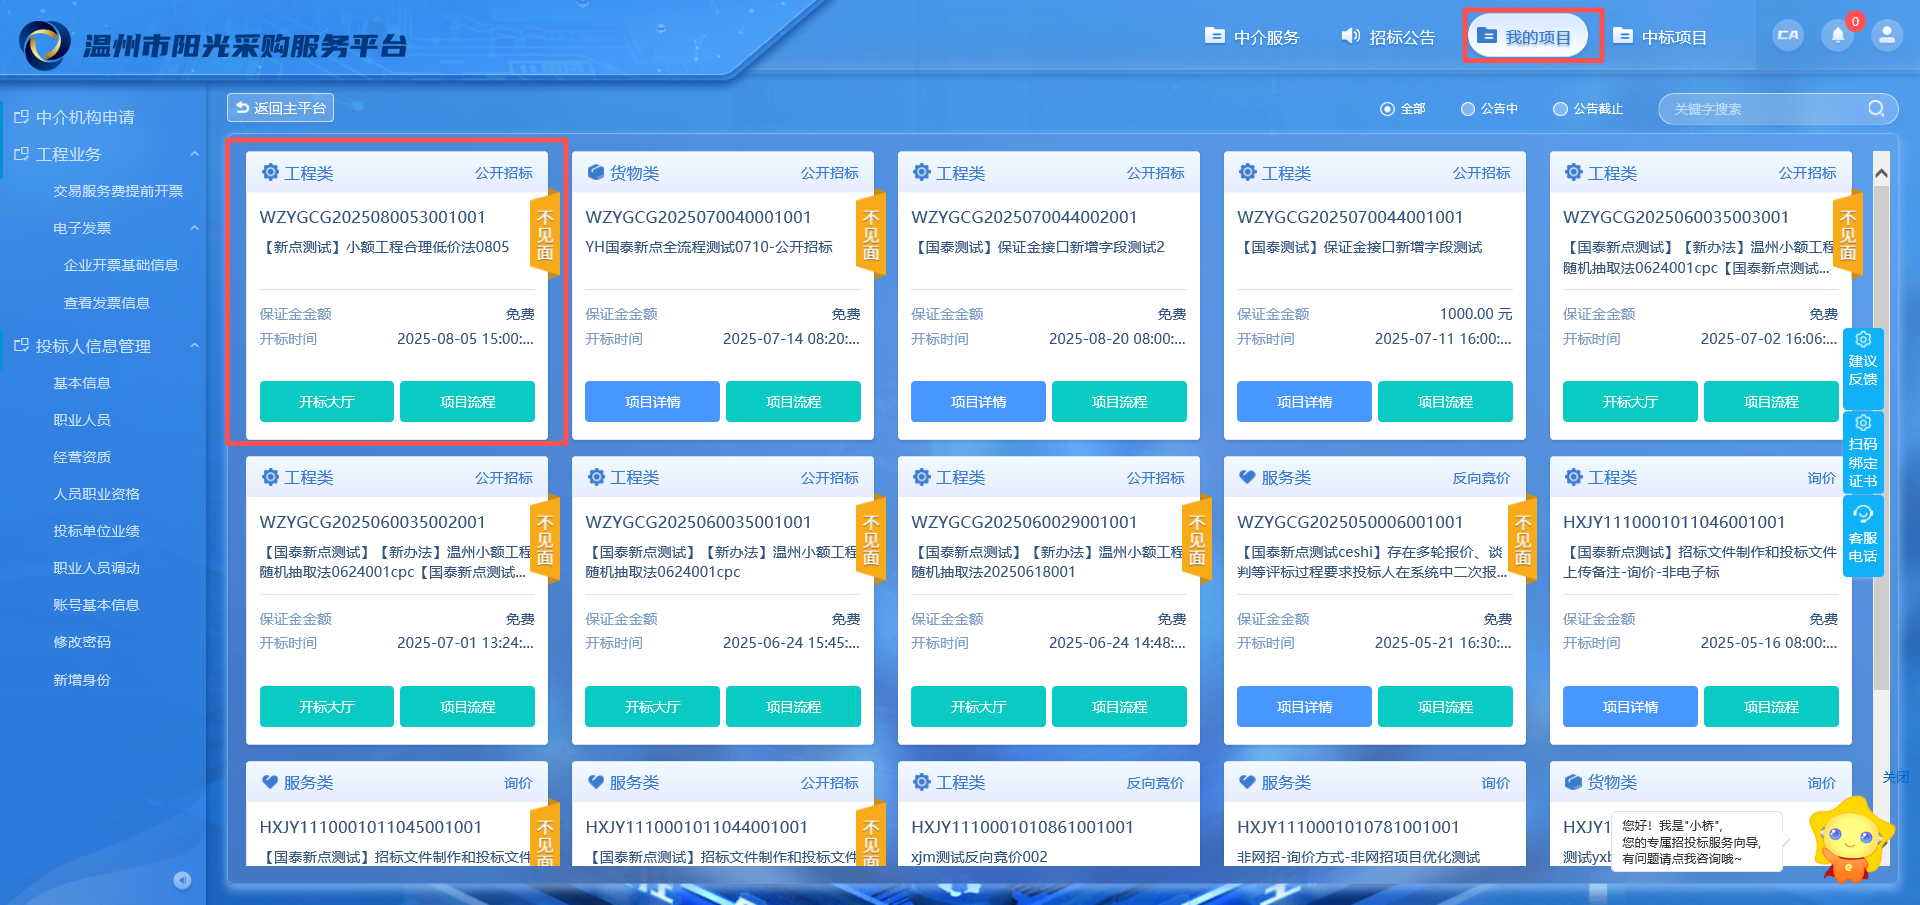 温州市阳光采购服务平台
中介服务
招标公告
我的项目
中标项目
CA
0
中介机构申请
工程业务
交易服务费提前开票
电子发票
企业开票基础信息
查看发票信息
投标人信息管理
基本信息
职业人员
经营资质
人员职业资格
投标单位业绩
职业人员调动
账号基本信息
修改密码
新增身份
返回主平台
全部
公告中
公告截止
关键字搜索
工程类 公开招标
WZYGCG2025080053001001
【新点测试】小额工程合理低价法0805
不见面
保证金金额 免费
开标时间 2025-08-05 15:00:...
开标大厅 项目流程
货物类 公开招标
WZYGCG2025070040001001
YH国泰新点全流程测试0710-公开招标
不见面
保证金金额 免费
开标时间 2025-07-14 08:20:...
项目详情 项目流程
工程类 公开招标
WZYGCG2025070044002001
【国泰测试】保证金接口新增字段测试2
保证金金额 免费
开标时间 2025-08-20 08:00:...
项目详情 项目流程
工程类 公开招标
WZYGCG2025070044001001
【国泰测试】保证金接口新增字段测试
保证金金额 1000.00 元
开标时间 2025-07-11 16:00:...
项目详情 项目流程
工程类 公开招标
WZYGCG2025060035003001
【国泰新点测试】【新办法】温州小额工程
随机抽取法0624001cpc【国泰新点测试...
不见面
保证金金额 免费
开标时间 2025-07-02 16:06:...
开标大厅 项目流程
工程类 公开招标
WZYGCG2025060035002001
【国泰新点测试】【新办法】温州小额工程
随机抽取法0624001cpc【国泰新点测试...
不见面
保证金金额 免费
开标时间 2025-07-01 13:24:...
开标大厅 项目流程
工程类 公开招标
WZYGCG2025060035001001
【国泰新点测试】【新办法】温州小额工程
随机抽取法0624001cpc
不见面
保证金金额 免费
开标时间 2025-06-24 15:45:...
开标大厅 项目流程
工程类 公开招标
WZYGCG2025060029001001
【国泰新点测试】【新办法】温州小额工程
随机抽取法20250618001
不见面
保证金金额 免费
开标时间 2025-06-24 14:48:...
开标大厅 项目流程
服务类 反向竞价
WZYGCG2025050006001001
【国泰新点测试ceshi】存在多轮报价、谈
判等评标过程要求投标人在系统中二次报...
不见面
保证金金额 免费
开标时间 2025-05-21 16:30:...
项目详情 项目流程
工程类 询价
HXJY1110001011046001001
【国泰新点测试】招标文件制作和投标文件
上传备注-询价-非电子标
保证金金额 免费
开标时间 2025-05-16 08:00:...
项目详情 项目流程
服务类 询价
HXJY1110001011045001001
【国泰新点测试】招标文件制作和投标文件
不见面
服务类 公开招标
HXJY1110001011044001001
【国泰新点测试】招标文件制作和投标文件
不见面
工程类 反向竞价
HXJY1110001010861001001
xjm测试反向竞价002
服务类 询价
HXJY1110001010781001001
非网招-询价方式-非网招项目优化测试
货物类 询价
HXJY1
测试yxb
建议
反馈
扫码
绑定
证书
客服
电话
关闭
您好！我是"小桥",
您的专属招投标服务向导,
有问题请点我咨询哦~